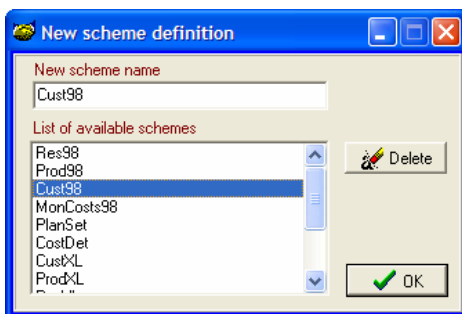 New scheme definition
New scheme name
Cust98
List of available schemes
Res98
Prod98
Cust98
MonCosts98
PlanSet
CostDet
CustXL
ProdXL
Delete
OK